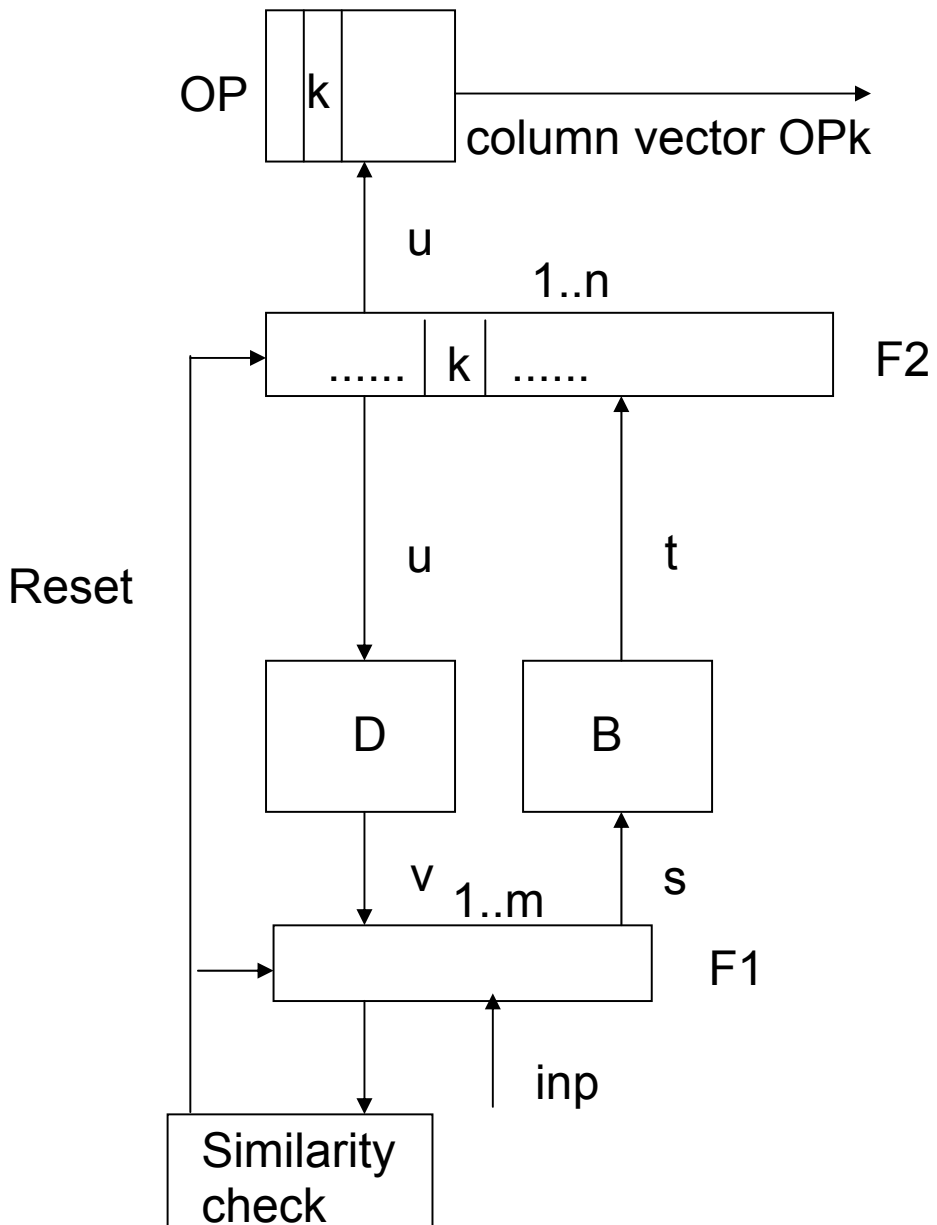 OP
k
column vector OPk
u
1..n
...... k ......
F2
u
t
Reset
D
B
v
1..m
s
F1
inp
Similarity
check